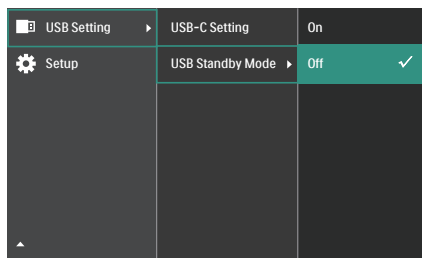 USB Setting
USB-C Setting
On
Setup
USB Standby Mode
Off